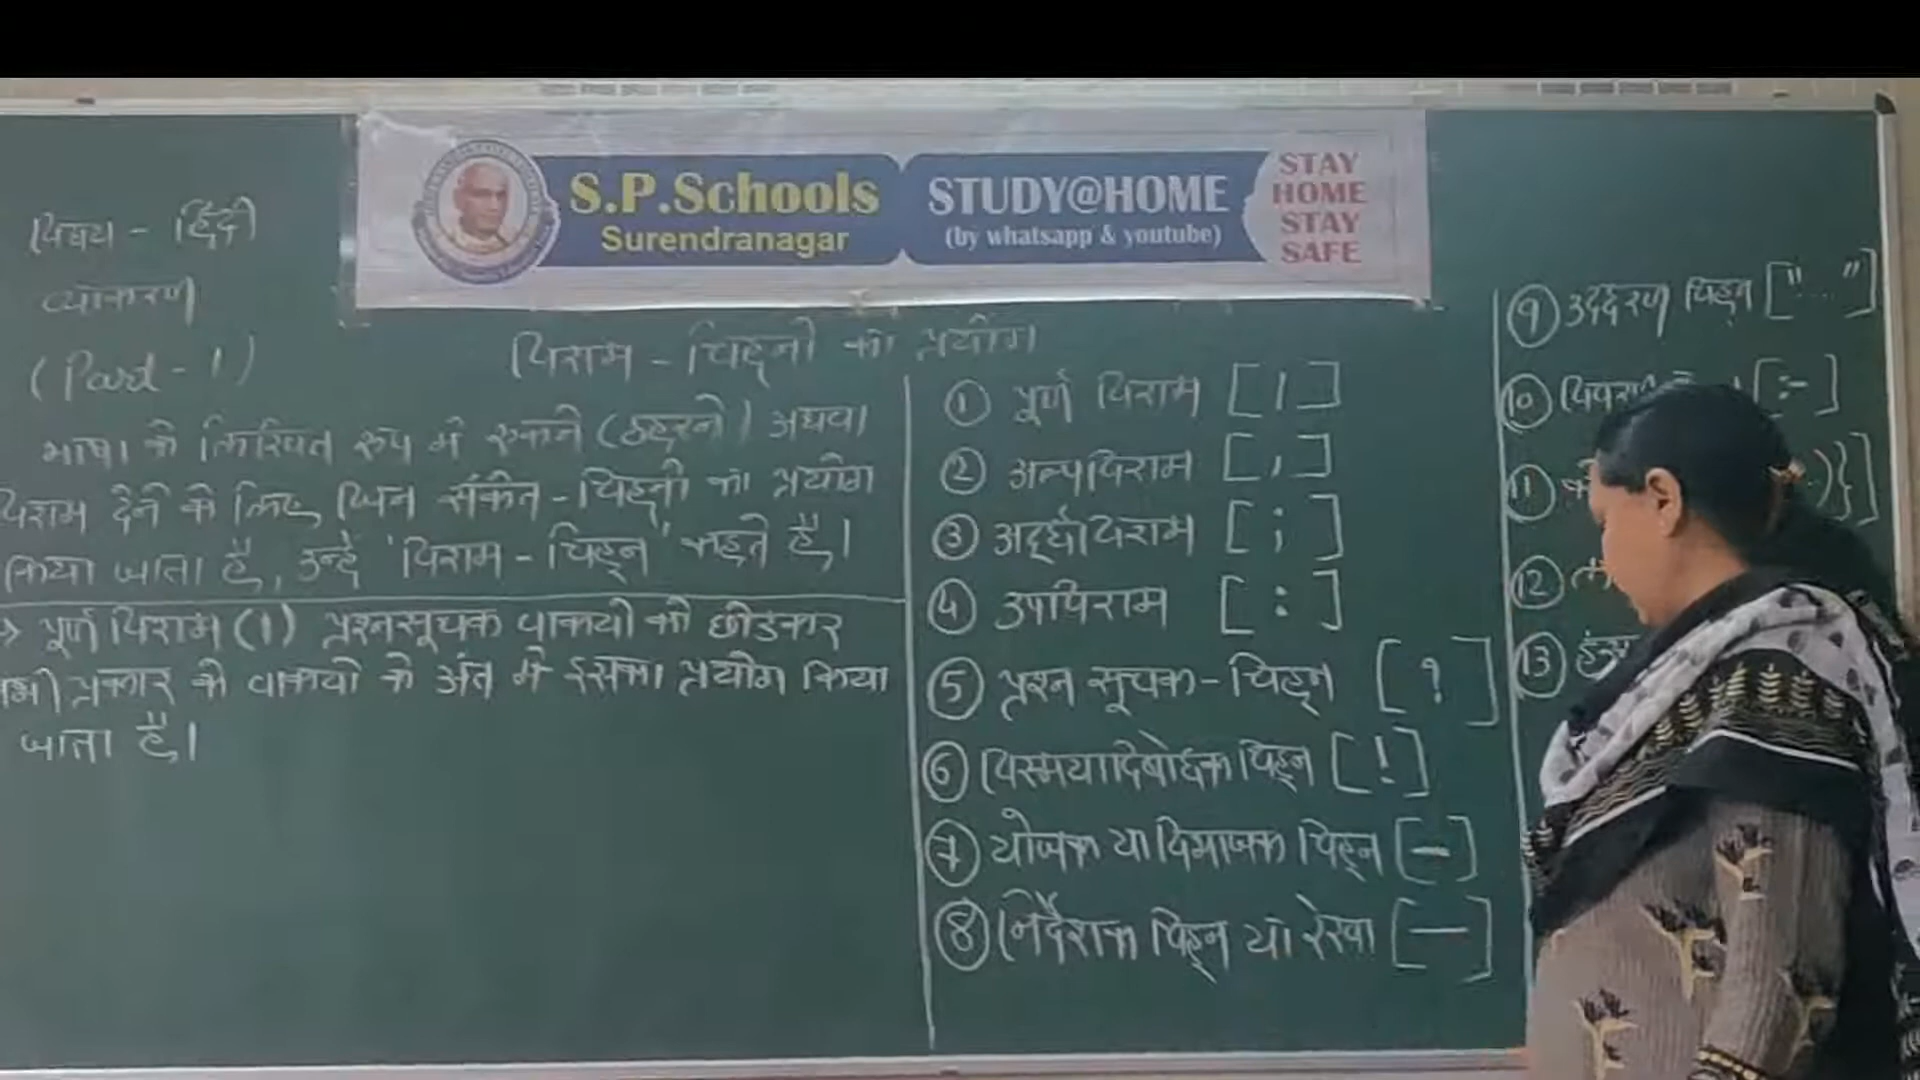 S.P.Schools
Surendranagar
STUDY@HOME
(by whatsapp & youtube)
STAY
HOME
STAY
SAFE
विषय - हिंदी
व्याकरण
(Part - 1)
विराम - चिह्नों का प्रयोग
भाषा के लिखित रूप में रुकने (ठहरने) अथवा
विराम देने के लिए जिन संकेत - चिह्नों का प्रयोग
किया जाता है, उन्हें 'विराम - चिह्न' कहते हैं।
→ पूर्ण विराम (।) प्रश्नसूचक वाक्यों को छोडकर
सभी प्रकार के वाक्यों के अंत में इसका प्रयोग किया
जाता है।
① पूर्ण विराम [ । ]
② अल्पविराम [ , ]
③ अर्द्धविराम [ ; ]
④ उपविराम [ : ]
⑤ प्रश्न सूचक - चिह्न [ ? ]
⑥ विस्मयादिबोधक चिह्न [ ! ]
⑦ योजक या विभाजक चिह्न [ - ]
⑧ निर्देशक चिह्न या रेखा [ — ]
⑨ उद्दरण चिह्न ["...."]
⑩ [:-]
⑪ )}]
⑫
⑬